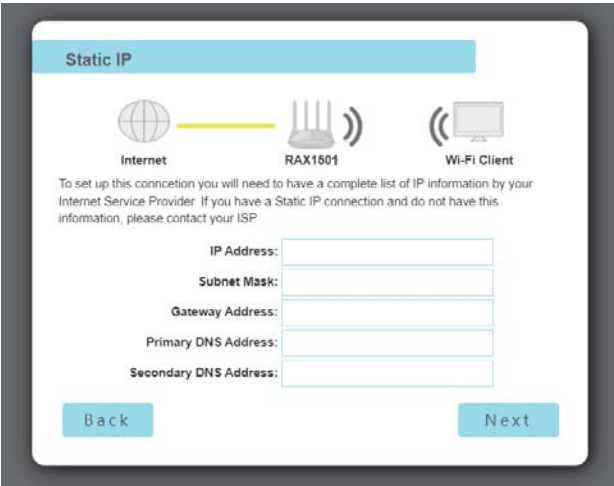 Static IP
Internet
RAX1501
Wi-Fi Client
To set up this conncetion you will need to have a complete list of IP information by your
Internet Service Provider. If you have a Static IP connection and do not have this
information, please contact your ISP
IP Address:
Subnet Mask:
Gateway Address:
Primary DNS Address:
Secondary DNS Address:
Back
Next